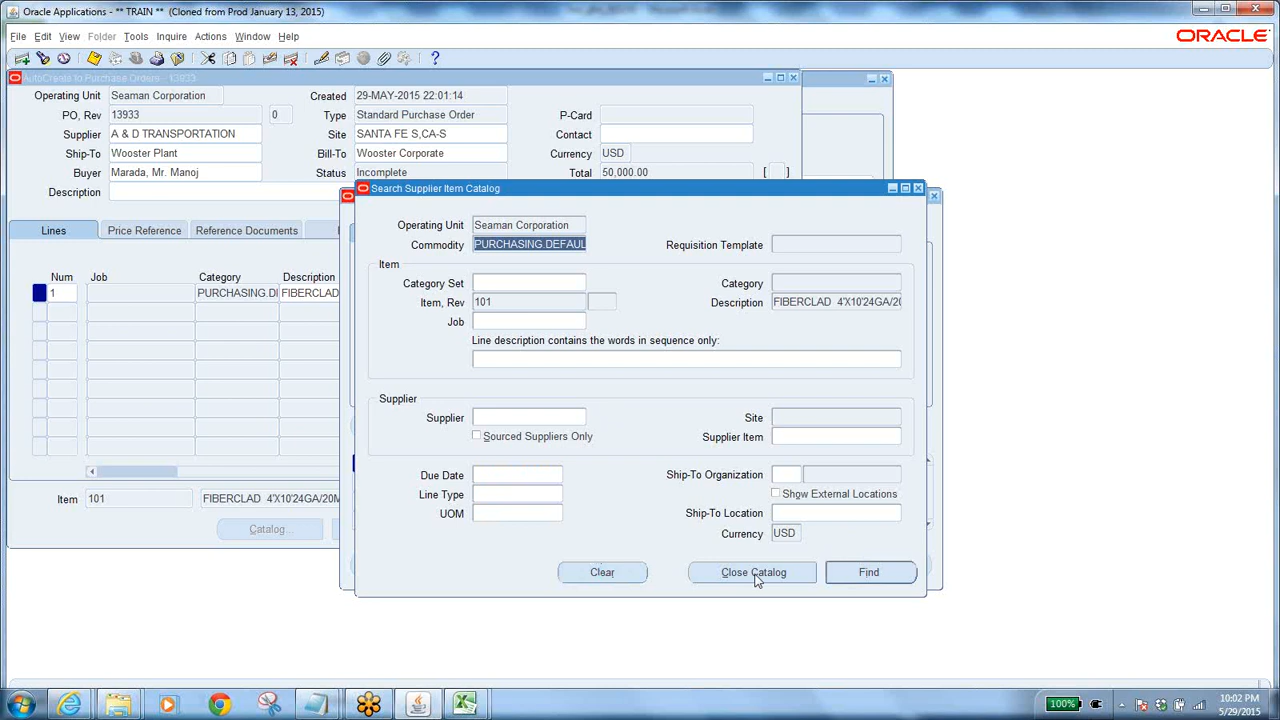 Oracle Applications - ** TRAIN ** (Cloned from Prod January 13, 2015)
File Edit View Folder Tools Inquire Actions Window Help
ORACLE
AutoCreate to Purchase Orders - 13933
Operating Unit Seaman Corporation Created 29-MAY-2015 22:01:14
PO, Rev 13933 0 Type Standard Purchase Order P-Card
Supplier A & D TRANSPORTATION Site SANTA FE S,CA-S Contact
Ship-To Wooster Plant Bill-To Wooster Corporate Currency USD
Buyer Marada, Mr. Manoj Status Incomplete Total 50,000.00 [ ]
Description
Search Supplier Item Catalog
Lines Price Reference Reference Documents
Num Job Category Description
1 PURCHASING.DI FIBERCLAD
Item 101 FIBERCLAD 4'X10'24GA/20M
Catalog...
Operating Unit Seaman Corporation
Commodity PURCHASING.DEFAUL Requisition Template
Item
Category Set Category
Item, Rev 101 Description FIBERCLAD 4'X10'24GA/20
Job
Line description contains the words in sequence only:
Supplier
Supplier Site
Sourced Suppliers Only Supplier Item
Due Date Ship-To Organization
Line Type Show External Locations
UOM Ship-To Location
Currency USD
Clear Close Catalog Find
100% 10:02 PM
5/29/2015